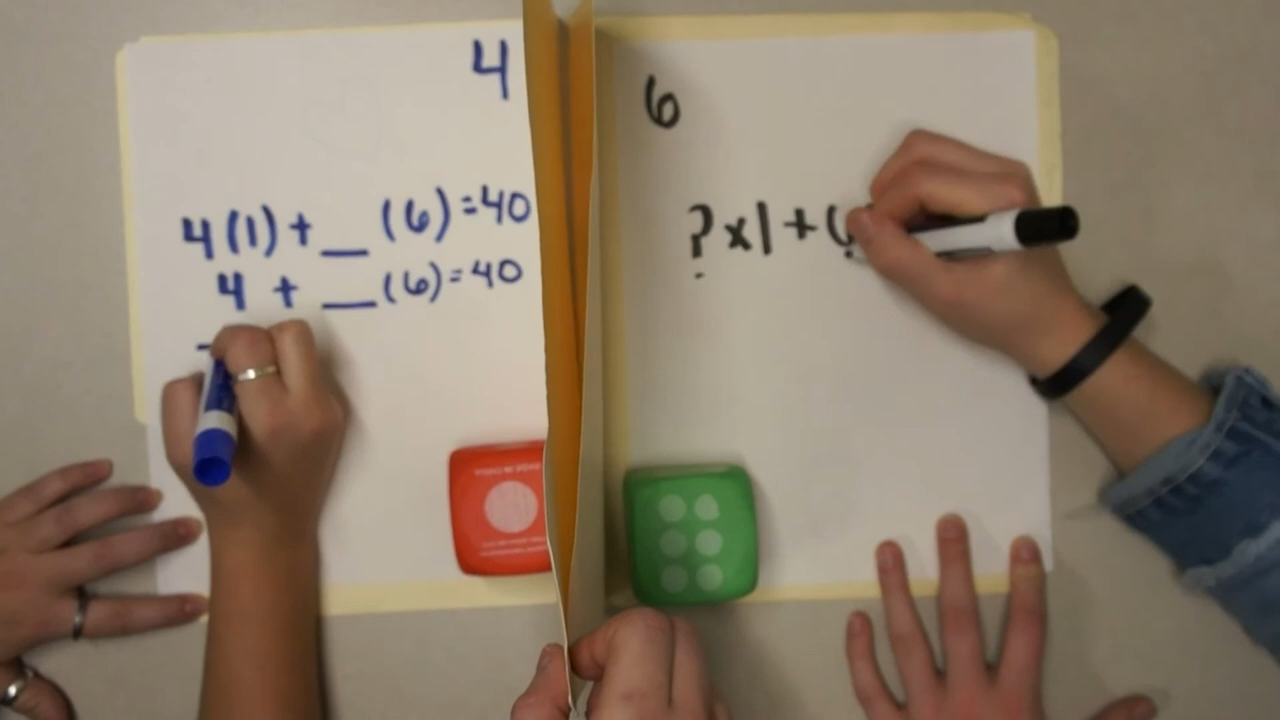 4
4(1)+__(6)=40
4 + __(6)=40
-
6
?x1+